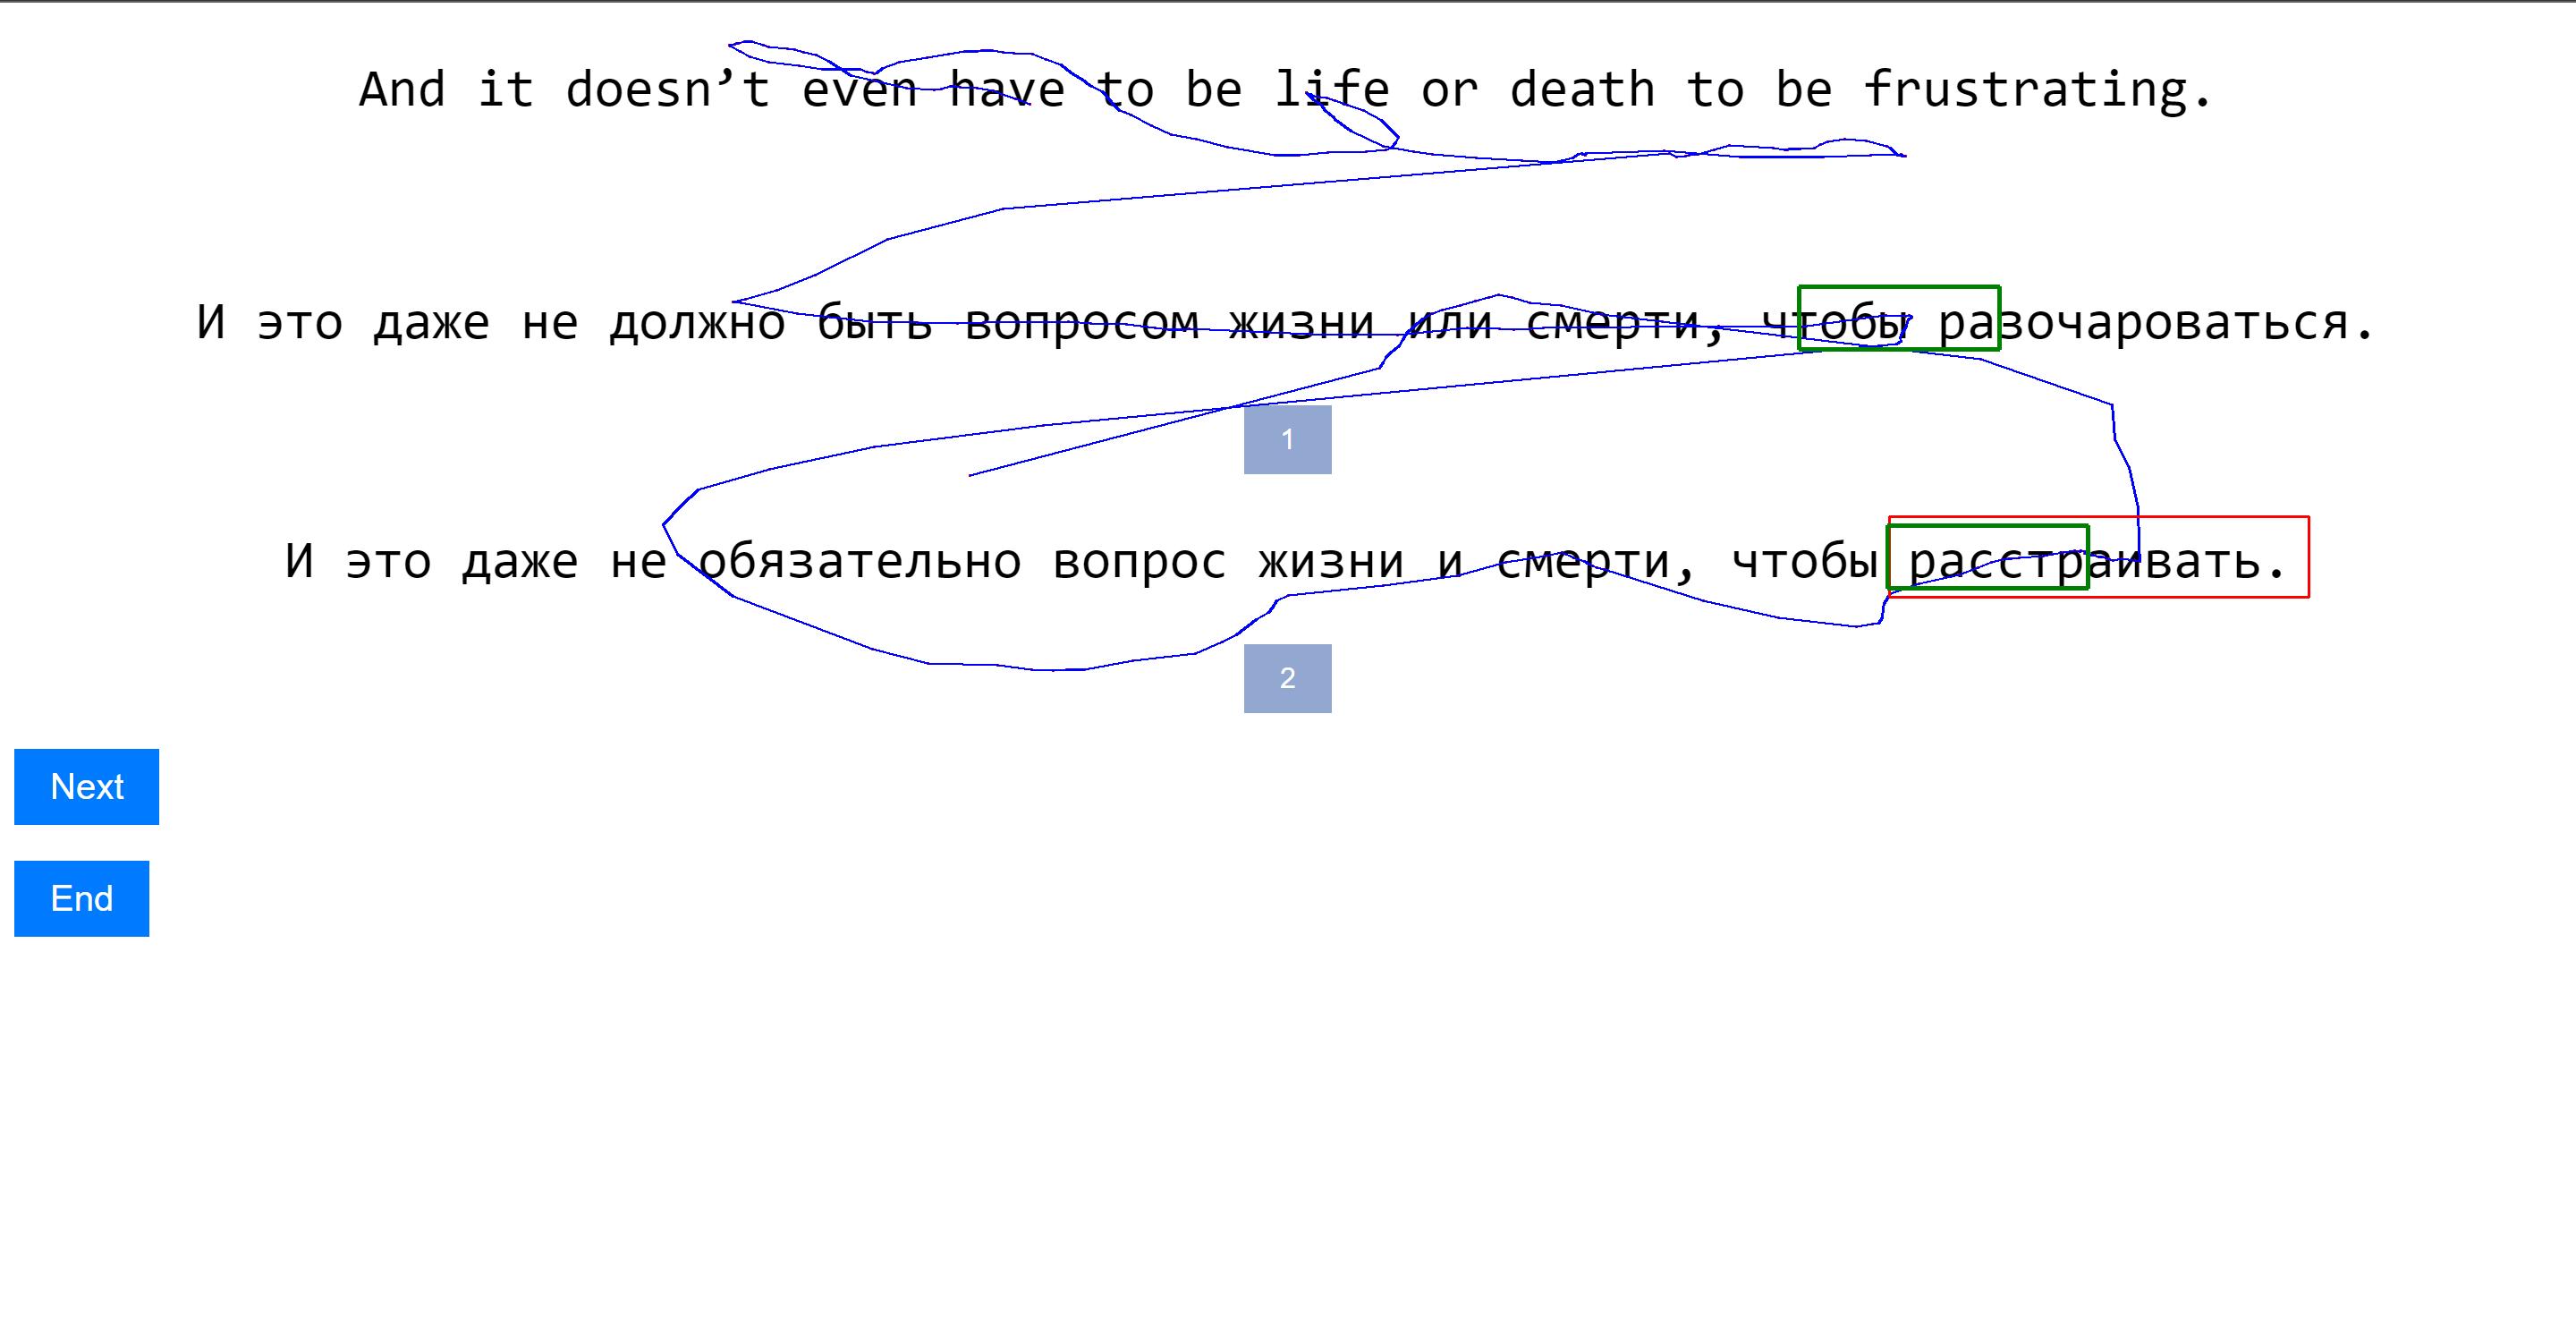 And it doesn’t even have to be life or death to be frustrating.
И это даже не должно быть вопросом жизни или смерти, чтобы разочароваться.
1
И это даже не обязательно вопрос жизни и смерти, чтобы расстраивать.
2
Next
End